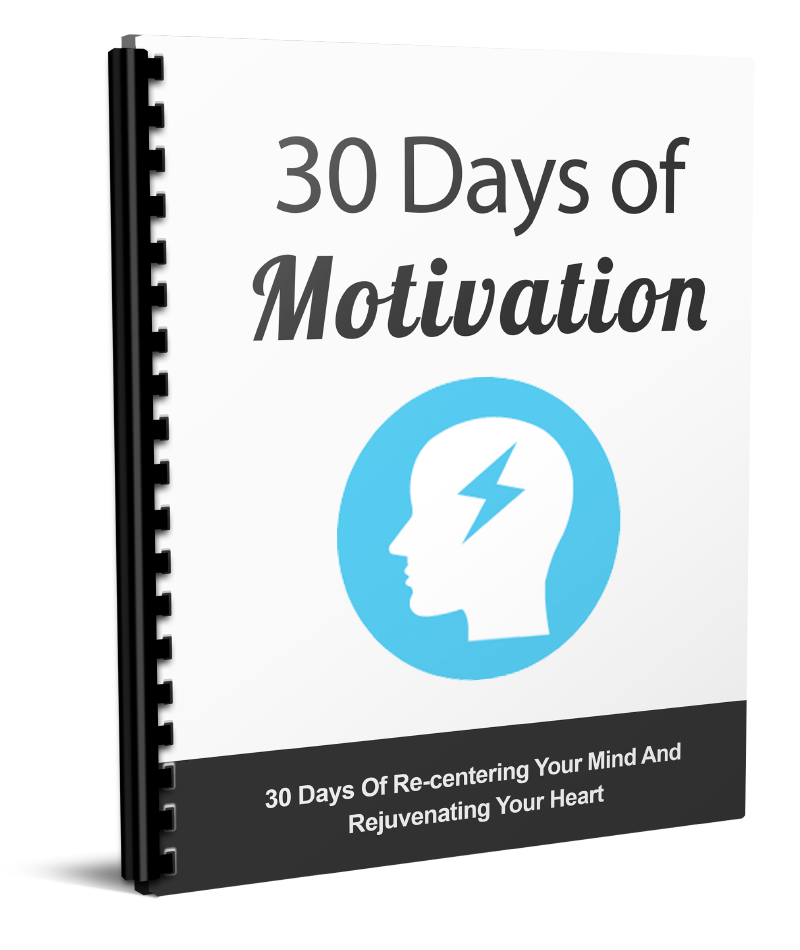 30 Days of
Motivation
30 Days Of Re-centering Your Mind And
Rejuvenating Your Heart